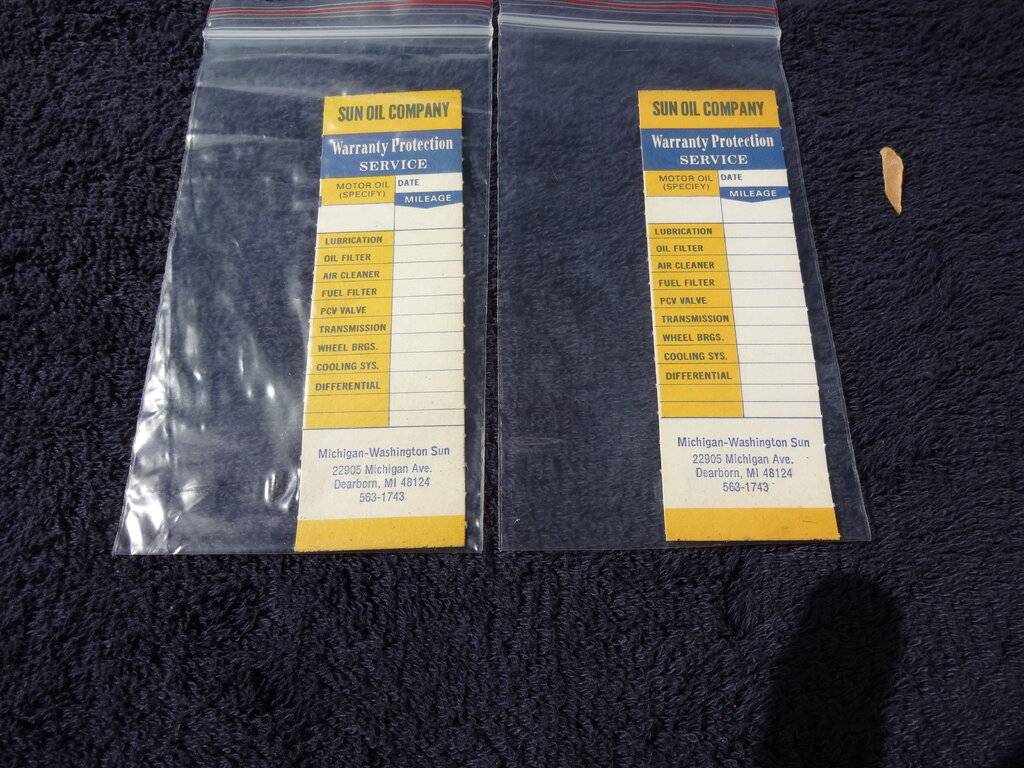 SUN OIL COMPANY
Warranty Protection
SERVICE
MOTOR OIL
(SPECIFY)
DATE
MILEAGE
LUBRICATION
OIL FILTER
AIR CLEANER
FUEL FILTER
PCV VALVE
TRANSMISSION
WHEEL BRGS.
COOLING SYS.
DIFFERENTIAL
Michigan-Washington Sun
22905 Michigan Ave.
Dearborn, MI 48124
563-1743
SUN OIL COMPANY
Warranty Protection
SERVICE
MOTOR OIL
(SPECIFY)
DATE
MILEAGE
LUBRICATION
OIL FILTER
AIR CLEANER
FUEL FILTER
PCV VALVE
TRANSMISSION
WHEEL BRGS.
COOLING SYS.
DIFFERENTIAL
Michigan-Washington Sun
22905 Michigan Ave.
Dearborn, MI 48124
563-1743